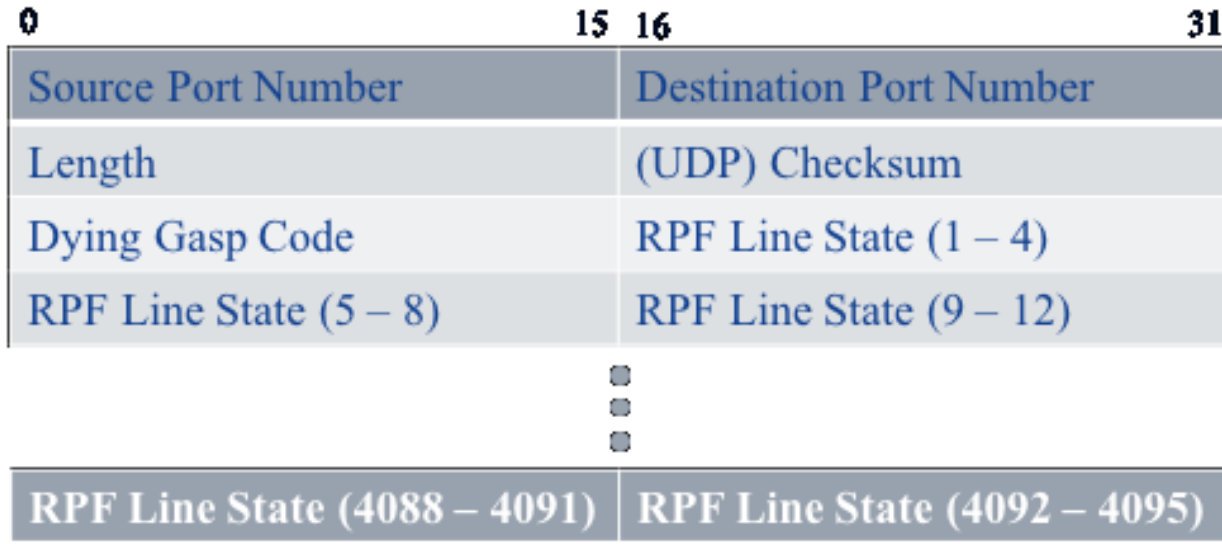 0 15 16 31
Source Port Number Destination Port Number
Length (UDP) Checksum
Dying Gasp Code RPF Line State (1 – 4)
RPF Line State (5 – 8) RPF Line State (9 – 12)
RPF Line State (4088 – 4091) RPF Line State (4092 – 4095)